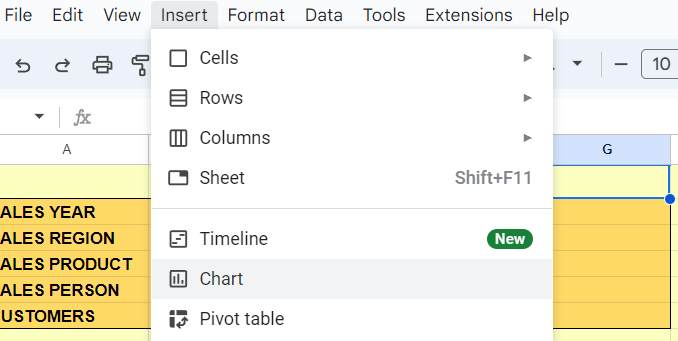 File Edit View Insert Format Data Tools Extensions Help
10
Cells
Rows
fx
Columns
A G
Sheet Shift+F11
ALES YEAR
ALES REGION
Timeline New
ALES PRODUCT
Chart
ALES PERSON
USTOMERS
Pivot table